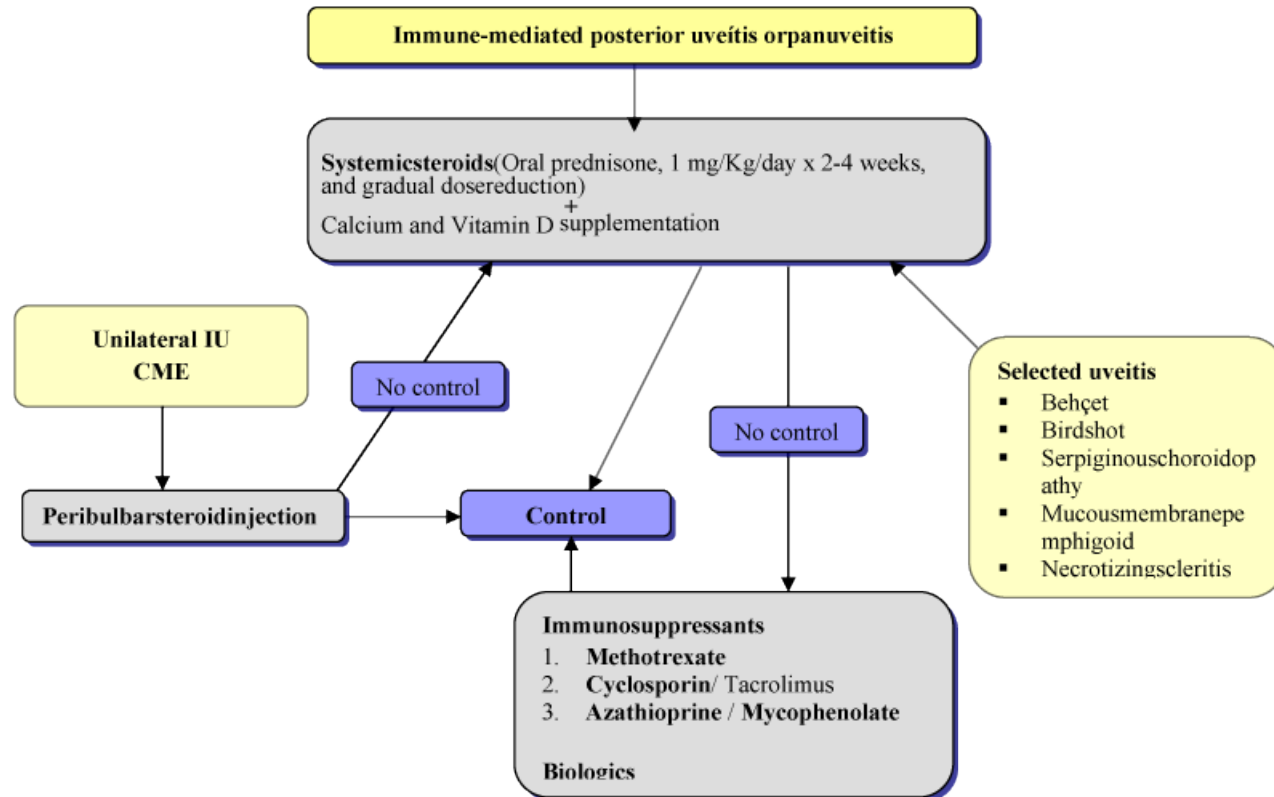 Immune-mediated posterior uveítis orpanuveitis
Systemicsteroids(Oral prednisone, 1 mg/Kg/day x 2-4 weeks,
and gradual dosereduction)
+
Calcium and Vitamin D supplementation
Unilateral IU
CME
No control
No control
Selected uveitis
▪ Behçet
▪ Birdshot
▪ Serpiginouschoroidop
athy
▪ Mucousmembranepe
mphigoid
▪ Necrotizingscleritis
Peribulbarsteroidinjection
Control
Immunosuppressants
1. Methotrexate
2. Cyclosporin/ Tacrolimus
3. Azathioprine / Mycophenolate
Biologics